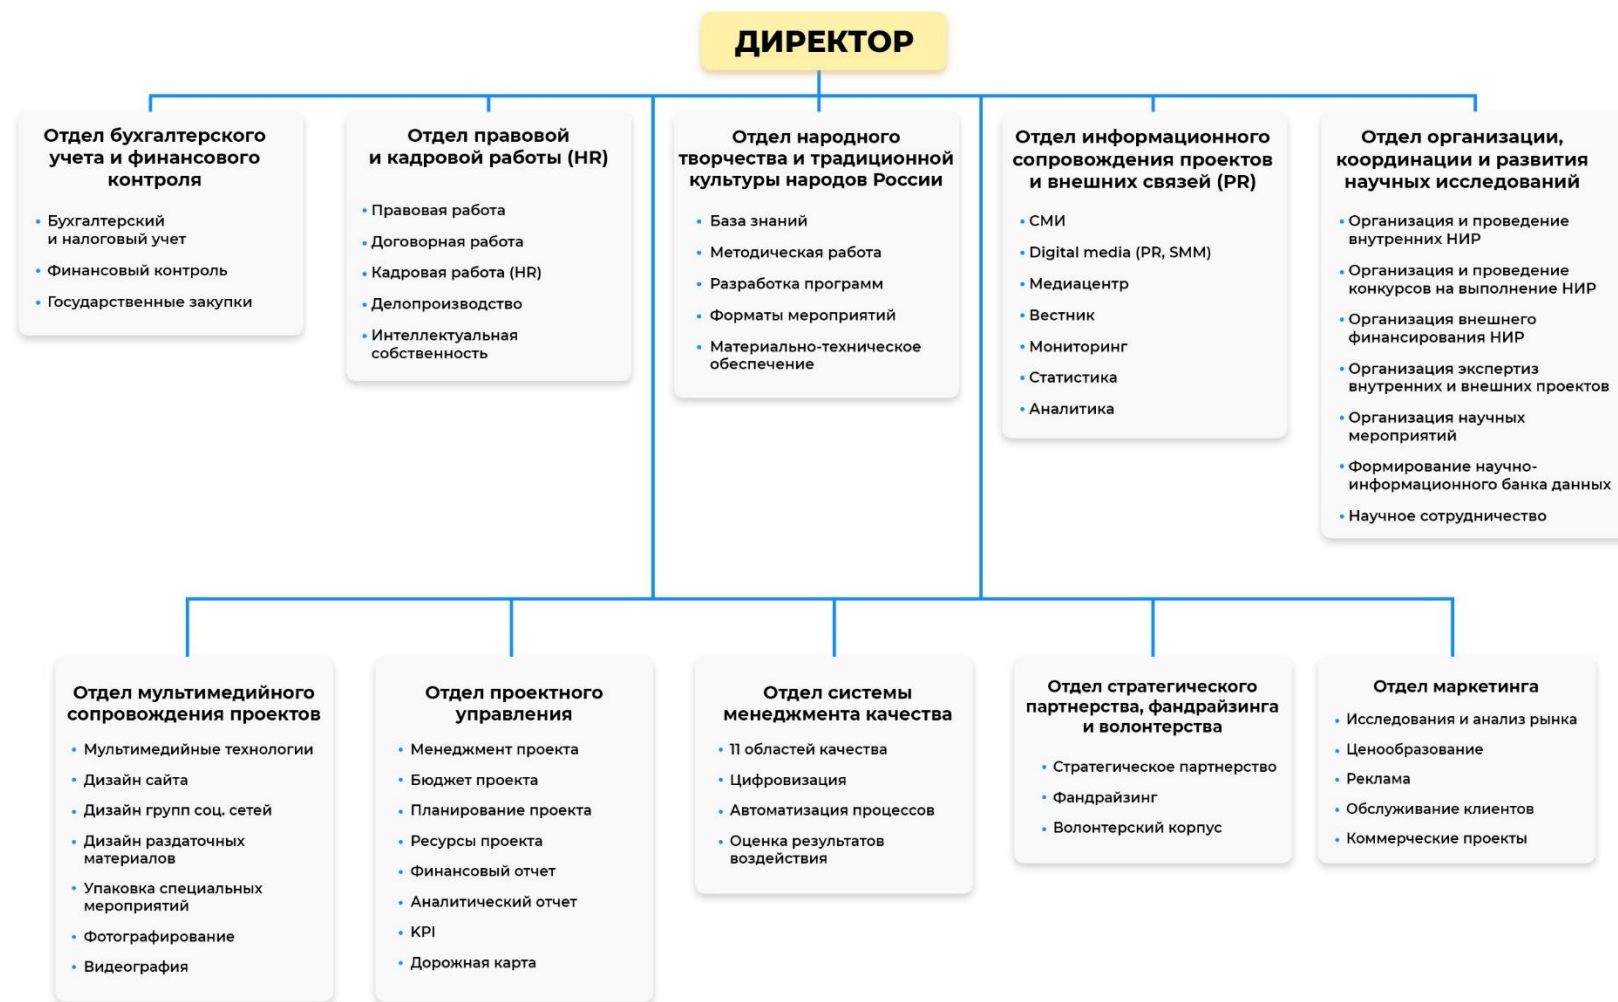 ДИРЕКТОР
Отдел бухгалтерского
учета и финансового
контроля
• Бухгалтерский
и налоговый учет
• Финансовый контроль
• Государственные закупки
Отдел правовой
и кадровой работы (HR)
• Правовая работа
• Договорная работа
• Кадровая работа (HR)
• Делопроизводство
• Интеллектуальная
собственность
Отдел народного
творчества и традиционной
культуры народов России
• База знаний
• Методическая работа
• Разработка программ
• Форматы мероприятий
• Материально-техническое
обеспечение
Отдел информационного
сопровождения проектов
и внешних связей (PR)
• СМИ
• Digital media (PR, SMM)
• Медиацентр
• Вестник
• Мониторинг
• Статистика
• Аналитика
Отдел организации,
координации и развития
научных исследований
• Организация и проведение
внутренних НИР
• Организация и проведение
конкурсов на выполнение НИР
• Организация внешнего
финансирования НИР
• Организация экспертиз
внутренних и внешних проектов
• Организация научных
мероприятий
• Формирование научно-
информационного банка данных
• Научное сотрудничество
Отдел мультимедийного
сопровождения проектов
• Мультимедийные технологии
• Дизайн сайта
• Дизайн групп соц. сетей
• Дизайн раздаточных
материалов
• Упаковка специальных
мероприятий
• Фотографирование
• Видеография
Отдел проектного
управления
• Менеджмент проекта
• Бюджет проекта
• Планирование проекта
• Ресурсы проекта
• Финансовый отчет
• Аналитический отчет
• KPI
• Дорожная карта
Отдел системы
менеджмента качества
• 11 областей качества
• Цифровизация
• Автоматизация процессов
• Оценка результатов
воздействия
Отдел стратегического
партнерства, фандрайзинга
и волонтерства
• Стратегическое партнерство
• Фандрайзинг
• Волонтерский корпус
Отдел маркетинга
• Исследования и анализ рынка
• Ценообразование
• Реклама
• Обслуживание клиентов
• Коммерческие проекты